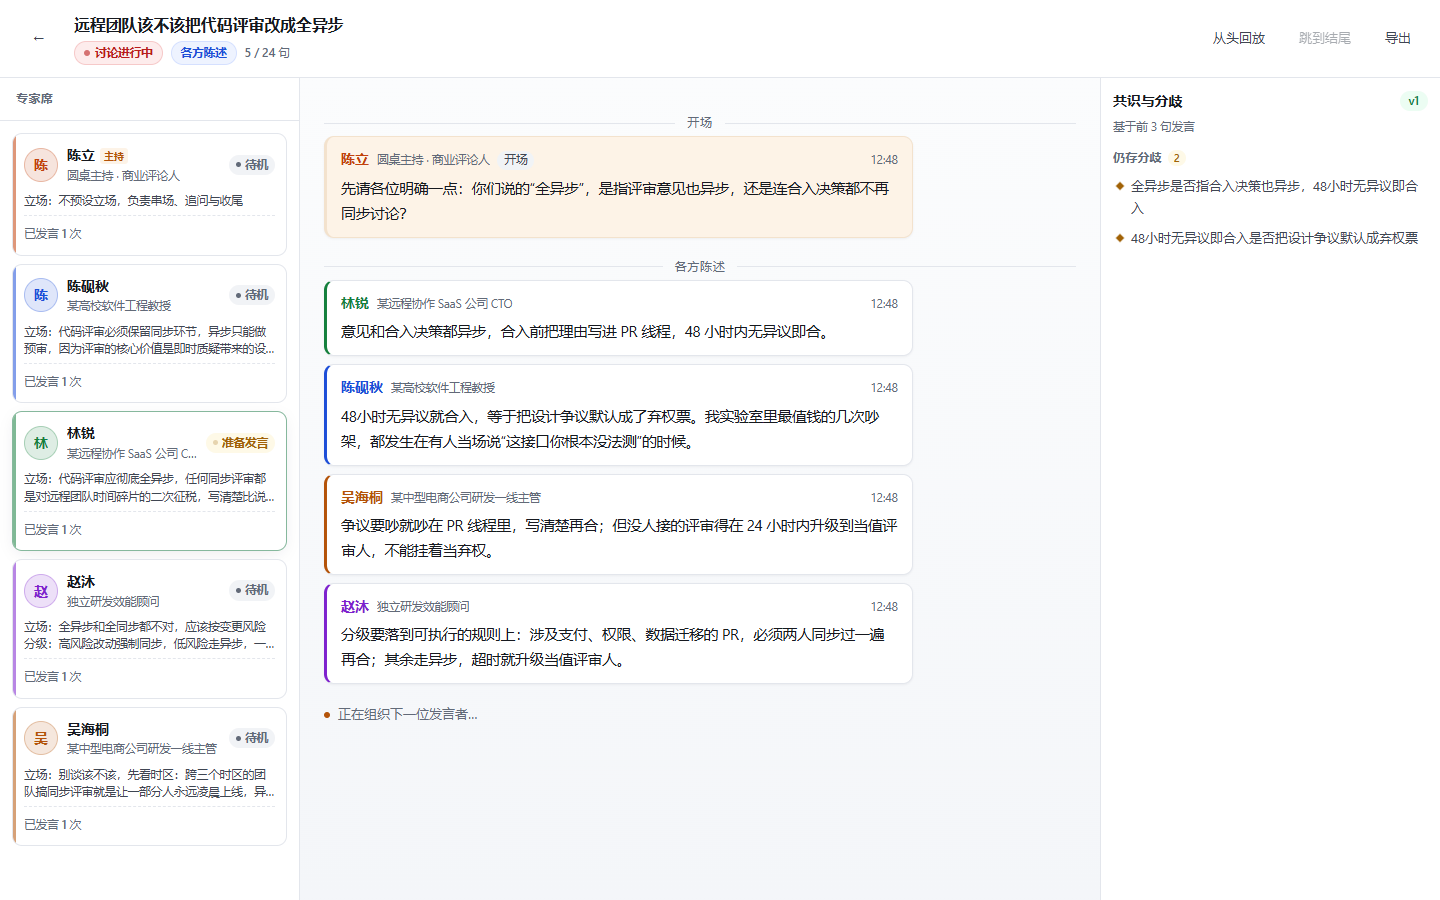 ←
远程团队该不该把代码评审改成全异步
讨论进行中 各方陈述 5 / 24 句
从头回放 跳到结尾 导出
专家席
陈
陈立 主持
圆桌主持 · 商业评论人
待机
立场：不预设立场，负责串场、追问与收尾
已发言 1 次
陈
陈砚秋
某高校软件工程教授
待机
立场：代码评审必须保留同步环节，异步只能做
预审，因为评审的核心价值是即时质疑带来的设...
已发言 1 次
林
林锐
某远程协作 SaaS 公司 C...
准备发言
立场：代码评审应彻底全异步，任何同步评审都
是对远程团队时间碎片的二次征税，写清楚比说...
已发言 1 次
赵
赵沐
独立研发效能顾问
待机
立场：全异步和全同步都不对，应该按变更风险
分级：高风险改动强制同步，低风险走异步，一...
已发言 1 次
吴
吴海桐
某中型电商公司研发一线主管
待机
立场：别谈该不该，先看时区：跨三个时区的团
队搞同步评审就是让一部分人永远凌晨上线，异...
已发言 1 次
开场
陈立 圆桌主持 · 商业评论人 开场 12:48
先请各位明确一点：你们说的“全异步”，是指评审意见也异步，还是连合入决策都不再
同步讨论？
各方陈述
林锐 某远程协作 SaaS 公司 CTO 12:48
意见和合入决策都异步，合入前把理由写进 PR 线程，48 小时内无异议即合。
陈砚秋 某高校软件工程教授 12:48
48小时无异议就合入，等于把设计争议默认成了弃权票。我实验室里最值钱的几次吵
架，都发生在有人当场说“这接口你根本没法测”的时候。
吴海桐 某中型电商公司研发一线主管 12:48
争议要吵就吵在 PR 线程里，写清楚再合；但没人接的评审得在 24 小时内升级到当值评
审人，不能挂着当弃权。
赵沐 独立研发效能顾问 12:48
分级要落到可执行的规则上：涉及支付、权限、数据迁移的 PR，必须两人同步过一遍
再合；其余走异步，超时就升级当值评审人。
正在组织下一位发言者...
共识与分歧 v1
基于前 3 句发言
仍存分歧 2
全异步是否指合入决策也异步，48小时无异议即合
入
48小时无异议即合入是否把设计争议默认成弃权票